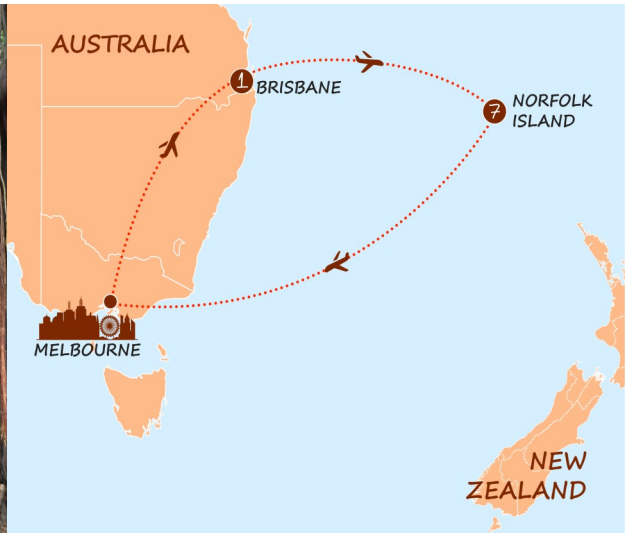 AUSTRALIA
1
BRISBANE
7
NORFOLK
ISLAND
MELBOURNE
NEW
ZEALAND